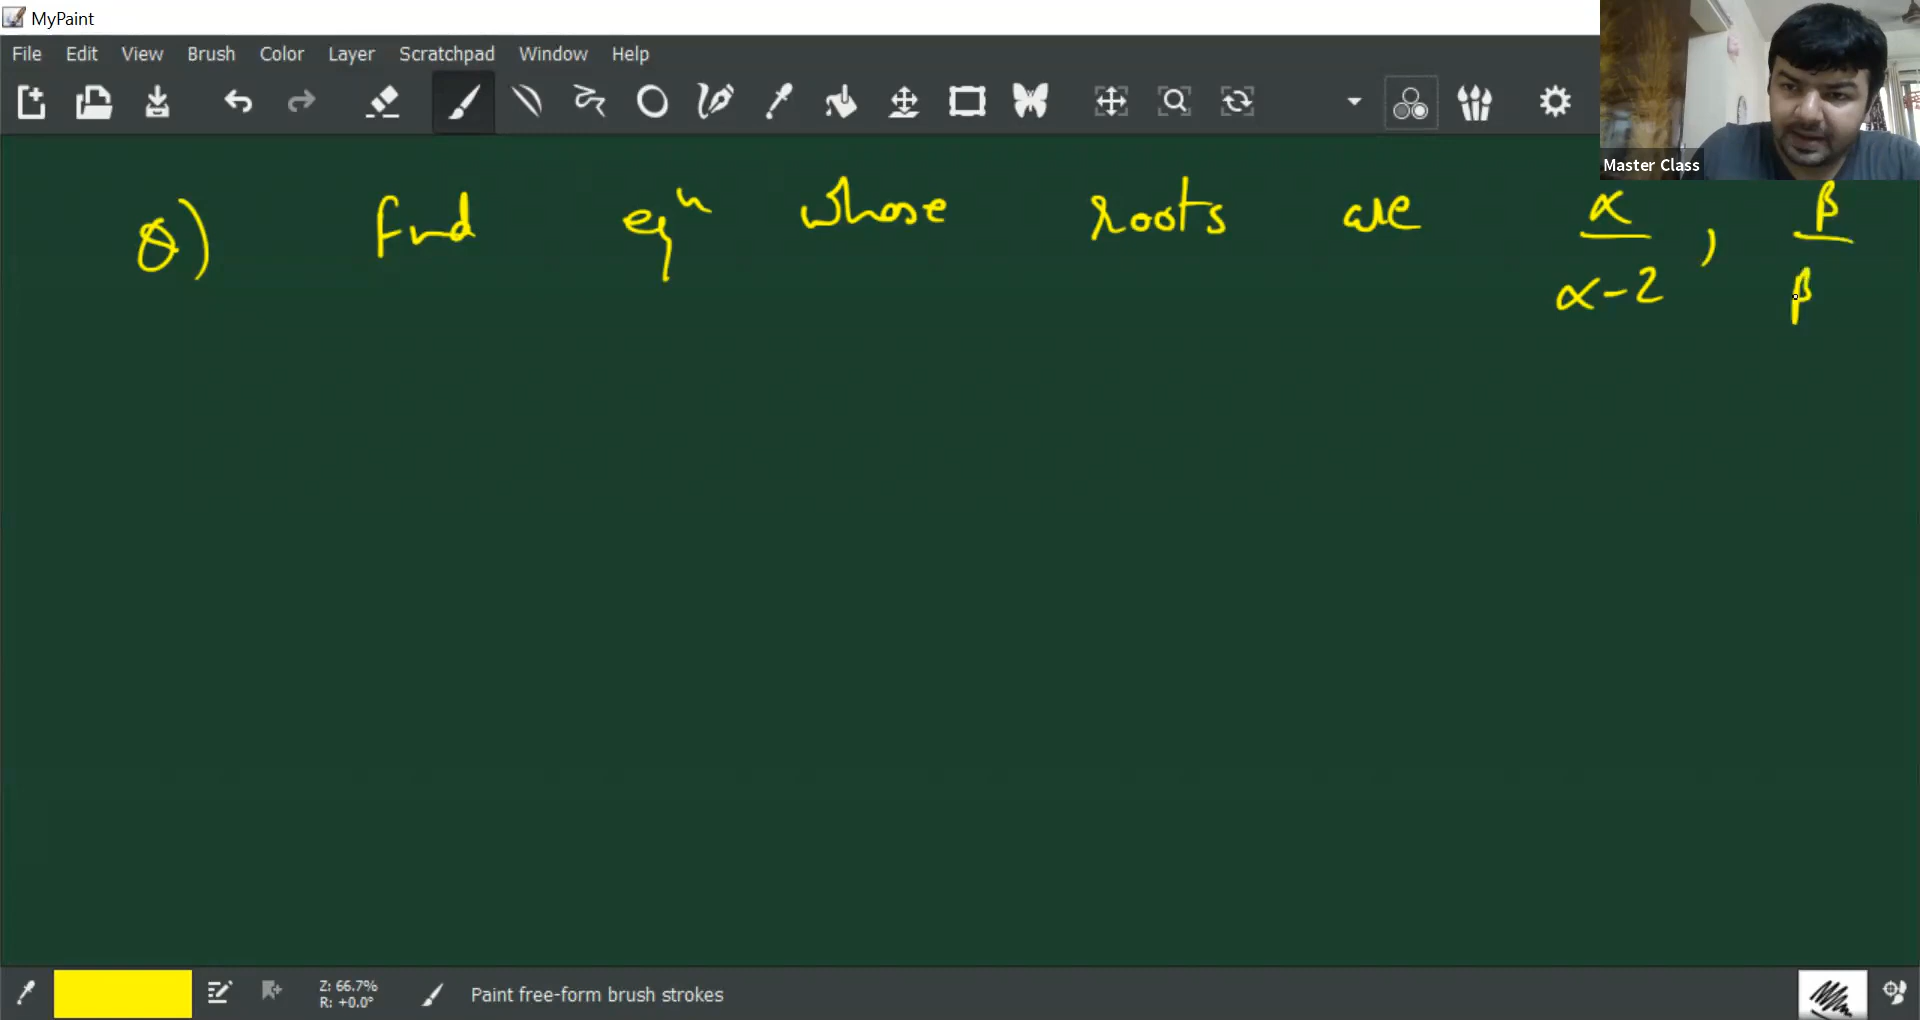 MyPaint
File Edit View Brush Color Layer Scratchpad Window Help
Master Class
Q) Find eqⁿ whose roots are α/α-2 , β/β
Z: 66.7%
R: +0.0°
Paint free-form brush strokes